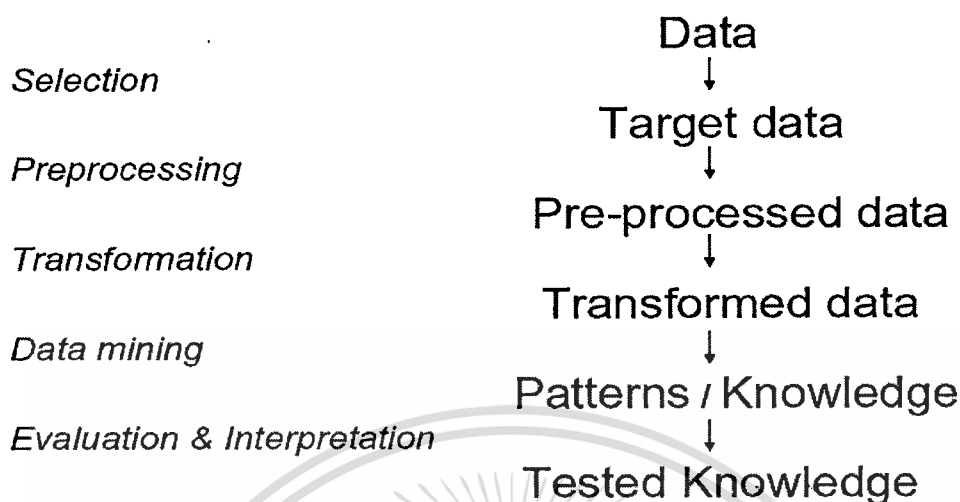 Data
Selection
Target data
Preprocessing
Pre-processed data
Transformation
Transformed data
Data mining
Patterns / Knowledge
Evaluation & Interpretation
Tested Knowledge